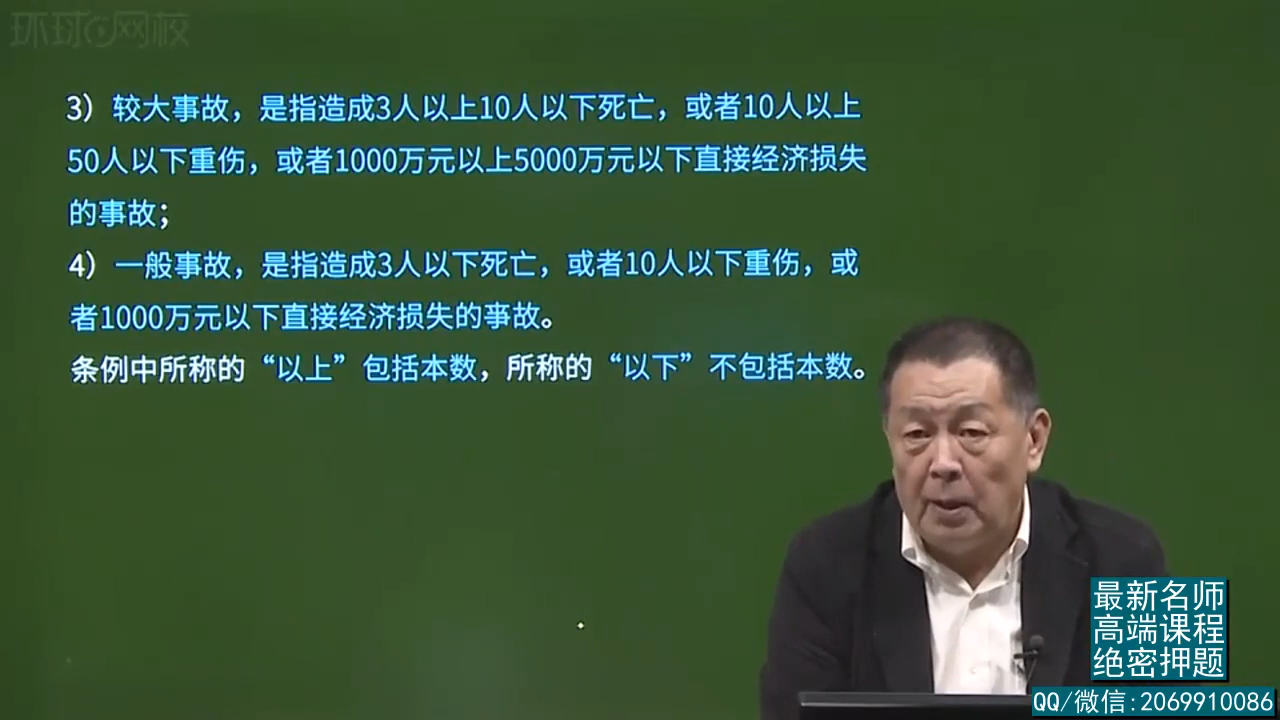 环球网校
3）较大事故，是指造成3人以上10人以下死亡，或者10人以上
50人以下重伤，或者1000万元以上5000万元以下直接经济损失
的事故；
4）一般事故，是指造成3人以下死亡，或者10人以下重伤，或
者1000万元以下直接经济损失的事故。
条例中所称的“以上”包括本数，所称的“以下”不包括本数。
最新名师
高端课程
绝密押题
QQ/微信:2069910086